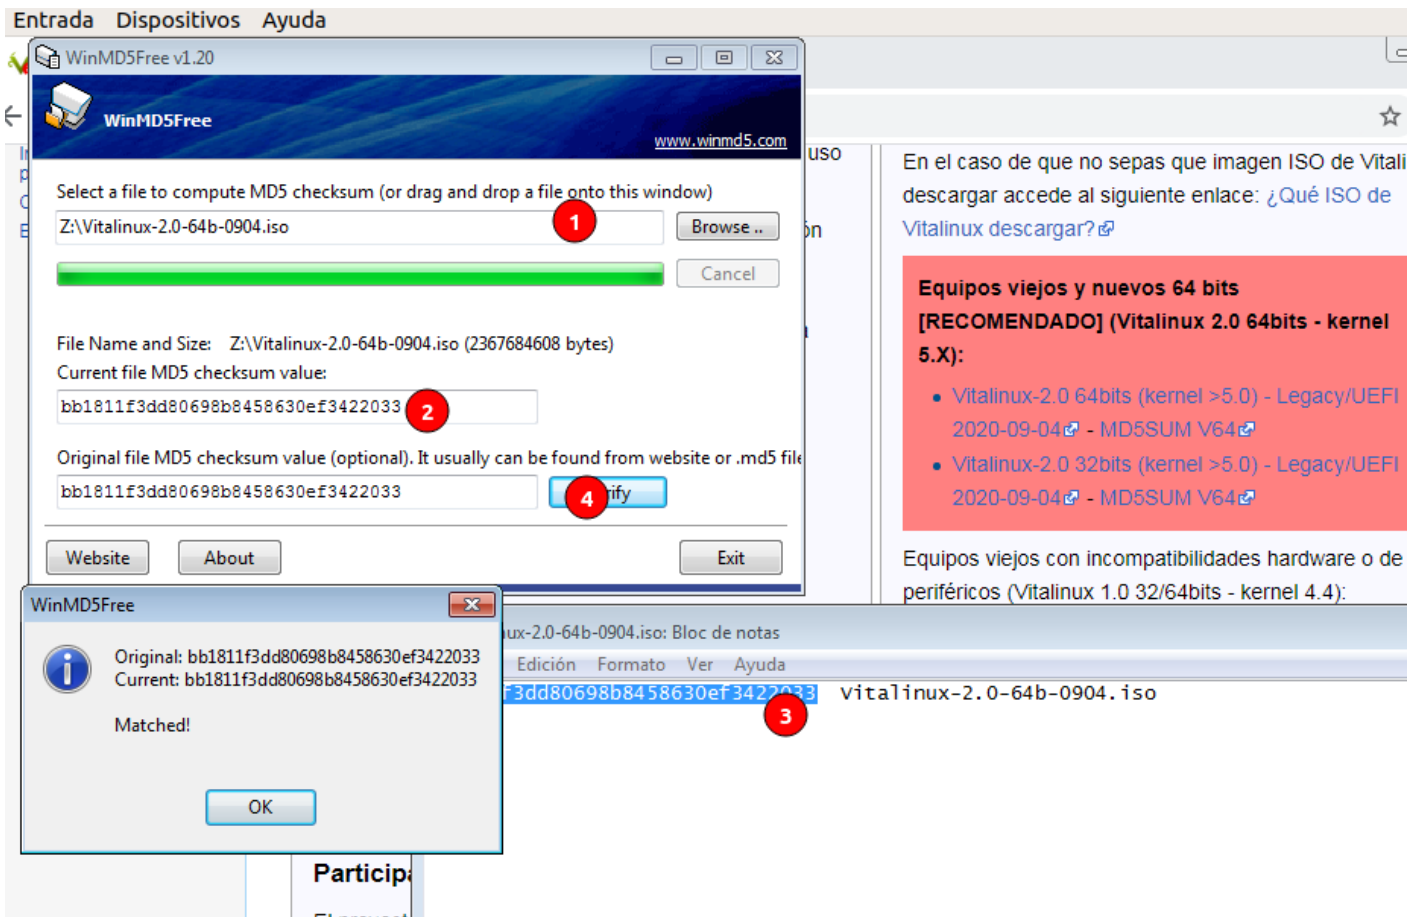 Entrada Dispositivos Ayuda
WinMD5Free v1.20
WinMD5Free
www.winmd5.com
Select a file to compute MD5 checksum (or drag and drop a file onto this window)
1
Z:\Vitalinux-2.0-64b-0904.iso
Browse ..
Cancel
File Name and Size: Z:\Vitalinux-2.0-64b-0904.iso (2367684608 bytes)
Current file MD5 checksum value:
bb1811f3dd80698b8458630ef3422033
2
Original file MD5 checksum value (optional). It usually can be found from website or .md5 file
bb1811f3dd80698b8458630ef3422033
4
rify
Website
About
Exit
uso
ón
En el caso de que no sepas que imagen ISO de Vitali
descargar accede al siguiente enlace: ¿Qué ISO de
Vitalinux descargar?
Equipos viejos y nuevos 64 bits
[RECOMENDADO] (Vitalinux 2.0 64bits - kernel
5.X):
• Vitalinux-2.0 64bits (kernel >5.0) - Legacy/UEFI
2020-09-04 - MD5SUM V64
• Vitalinux-2.0 32bits (kernel >5.0) - Legacy/UEFI
2020-09-04 - MD5SUM V64
Equipos viejos con incompatibilidades hardware o de
periféricos (Vitalinux 1.0 32/64bits - kernel 4.4):
WinMD5Free
Original: bb1811f3dd80698b8458630ef3422033
Current: bb1811f3dd80698b8458630ef3422033
Matched!
OK
ux-2.0-64b-0904.iso: Bloc de notas
Edición Formato Ver Ayuda
f3dd80698b8458630ef3422033 Vitalinux-2.0-64b-0904.iso
3
Participa